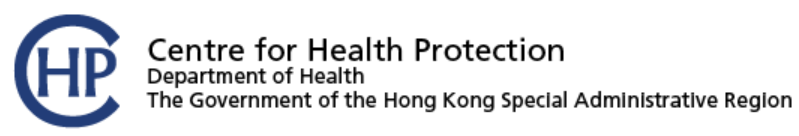 CHP
Centre for Health Protection
Department of Health
The Government of the Hong Kong Special Administrative Region